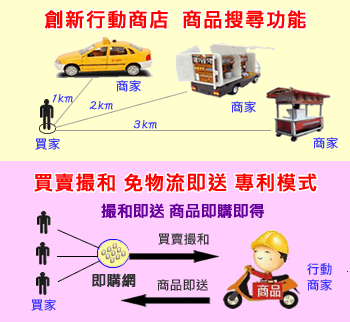 創新行動商店 商品搜尋功能
商家
1km
2km
商家
3km
買家
商家
買賣撮和 免物流即送 專利模式
撮和即送 商品即購即得
買賣撮和
即購網
商品即送
商品
行動
商家
買家